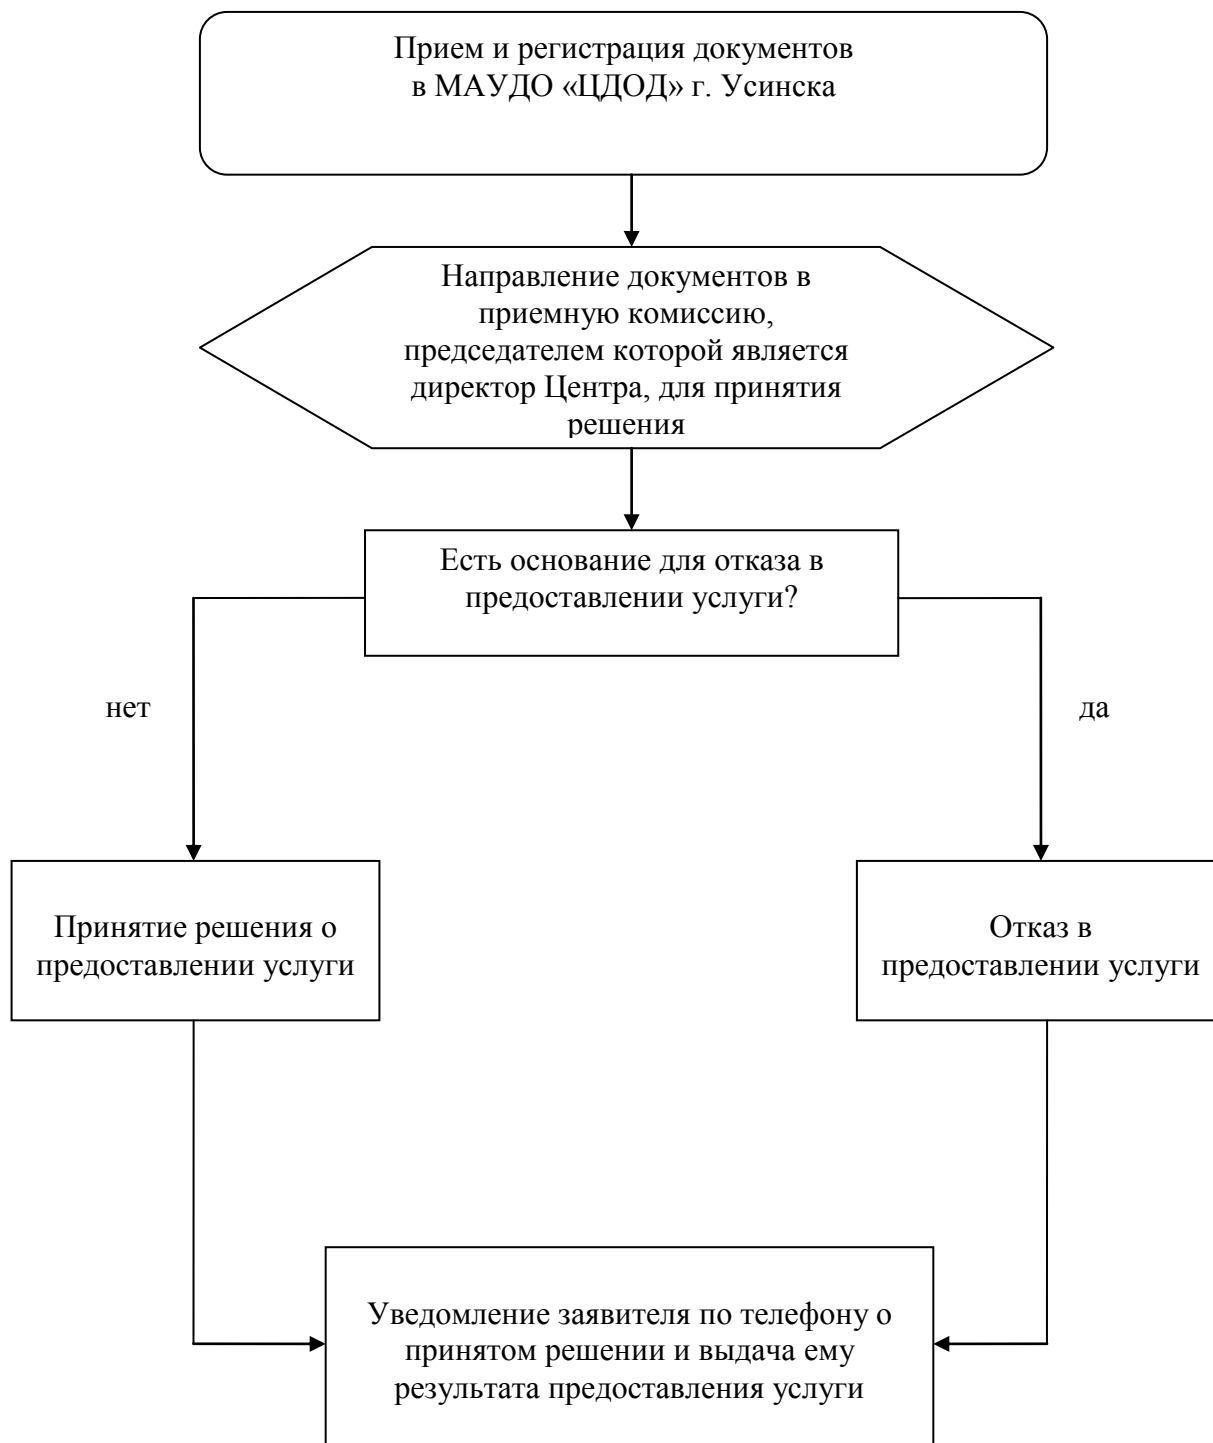 Прием и регистрация документов
в МАУДО «ЦДОД» г. Усинска
Направление документов в
приемную комиссию,
председателем которой является
директор Центра, для принятия
решения
Есть основание для отказа в
предоставлении услуги?
нет
да
Принятие решения о
предоставлении услуги
Отказ в
предоставлении услуги
Уведомление заявителя по телефону о
принятом решении и выдача ему
результата предоставления услуги